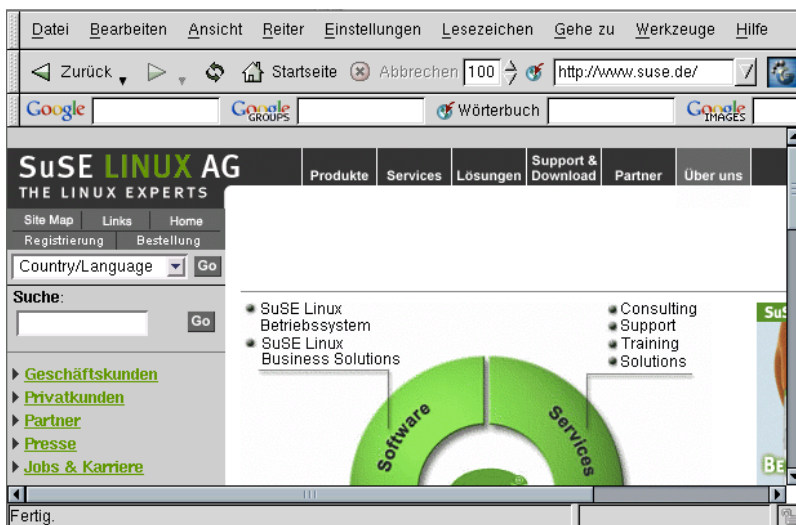 Datei Bearbeiten Ansicht Reiter Einstellungen Lesezeichen Gehe zu Werkzeuge Hilfe
Zurück Startseite Abbrechen 100 http://www.suse.de/
Google Google GROUPS Wörterbuch Google IMAGES
SuSE LINUX AG
THE LINUX EXPERTS
Produkte Services Lösungen Support & Download Partner Über uns
Site Map Links Home
Registrierung Bestellung
Country/Language Go
Suche:
Go
SuSE Linux
Betriebssystem
SuSE Linux
Business Solutions
Consulting
Support
Training
Solutions
Geschäftskunden
Privatkunden
Partner
Presse
Jobs & Karriere
Software
Services
Fertig.